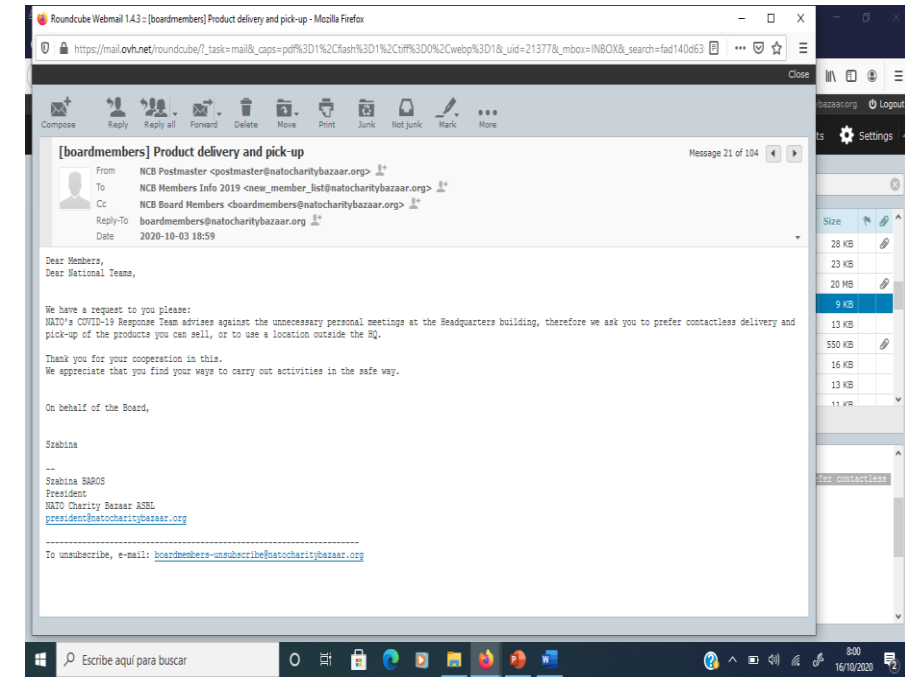 Roundcube Webmail 1.4.3 :: [boardmembers] Product delivery and pick-up - Mozilla Firefox
https://mail.ovh.net/roundcube/?_task=mail&_caps=pdf%3D1%2Cflash%3D1%2Ctiff%3D0%2Cwebp%3D1&_uid=21377&_mbox=INBOX&_search=fad140d63
Close
bazaar.org Logout
Compose Reply Reply all Forward Delete Move Print Junk Not junk Mark More
ts Settings
[boardmembers] Product delivery and pick-up
Message 21 of 104
From NCB Postmaster <postmaster@natocharitybazaar.org>
To NCB Members Info 2019 <new_member_list@natocharitybazaar.org>
Cc NCB Board Members <boardmembers@natocharitybazaar.org>
Reply-To boardmembers@natocharitybazaar.org
Date 2020-10-03 18:59
Size
28 KB
23 KB
20 MB
9 KB
13 KB
550 KB
16 KB
13 KB
11 KB
Dear Members,
Dear National Teams,
We have a request to you please:
NATO's COVID-19 Response Team advises against the unnecessary personal meetings at the Headquarters building, therefore we ask you to prefer contactless delivery and
pick-up of the products you can sell, or to use a location outside the HQ.
Thank you for your cooperation in this.
We appreciate that you find your ways to carry out activities in the safe way.
On behalf of the Board,
Szabina
--
Szabina BAROS
President
NATO Charity Bazaar ASBL
president@natocharitybazaar.org
----------------------------------------------------------------------
To unsubscribe, e-mail: boardmembers-unsubscribe@natocharitybazaar.org
efer contactless
Escribe aquí para buscar
8:00
16/10/2020
2